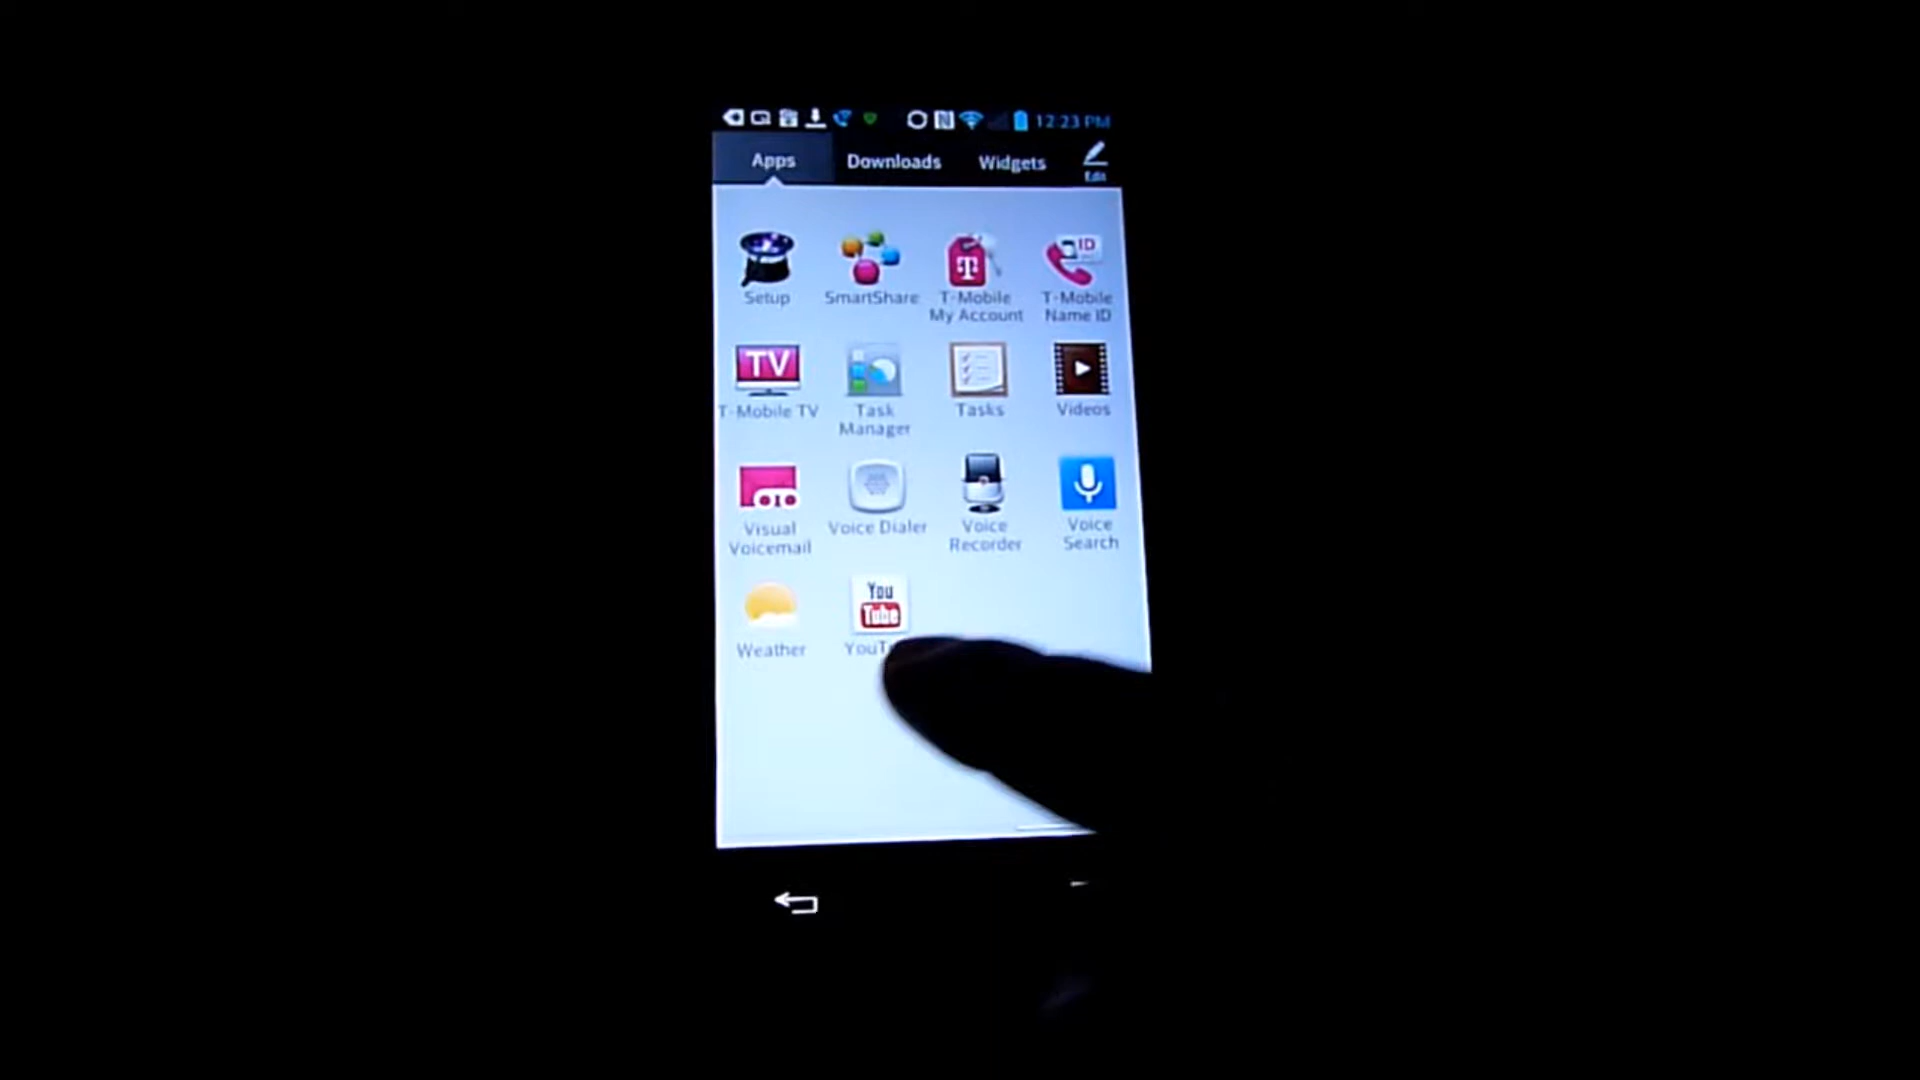 12:23 PM
Apps Downloads Widgets Edit
ID
T
Setup SmartShare T-Mobile T-Mobile
My Account Name ID
TV
T-Mobile TV Task Tasks Videos
Manager
Visual Voice Dialer Voice Voice
Voicemail Recorder Search
You
Tube
Weather